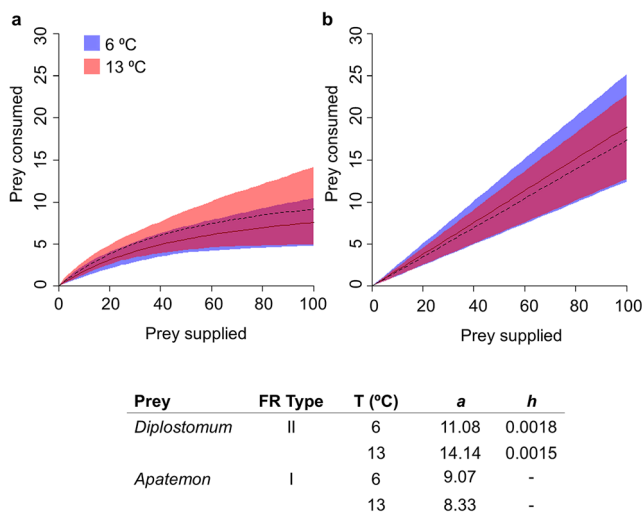 a
b
30
25
20
15
10
5
0
Prey consumed
6 ºC
13 ºC
0 20 40 60 80 100
Prey supplied
30
25
20
15
10
5
0
Prey consumed
0 20 40 60 80 100
Prey supplied
Prey FR Type T (ºC) a h
Diplostomum II 6 11.08 0.0018
13 14.14 0.0015
Apatemon I 6 9.07 -
13 8.33 -